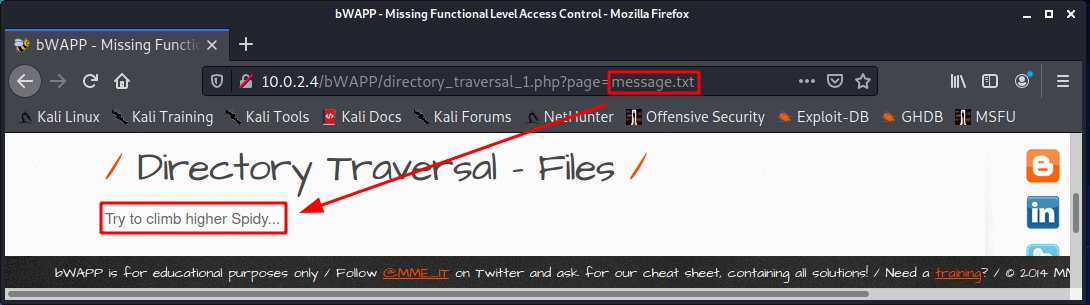 bWAPP - Missing Functional Level Access Control - Mozilla Firefox
bWAPP - Missing Functio
10.0.2.4/bWAPP/directory_traversal_1.php?page=message.txt
Kali Linux Kali Training Kali Tools Kali Docs Kali Forums NetHunter Offensive Security Exploit-DB GHDB MSFU
/ Directory Traversal - Files /
Try to climb higher Spidy...
in
bWAPP is for educational purposes only / Follow @MME_IT on Twitter and ask for our cheat sheet, containing all solutions! / Need a training? / © 2014 MM